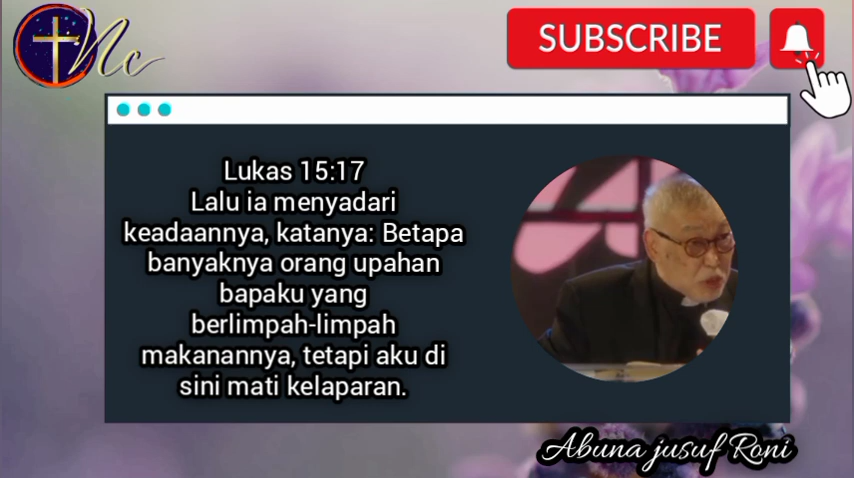 Nc
SUBSCRIBE
Lukas 15:17
Lalu ia menyadari
keadaannya, katanya: Betapa
banyaknya orang upahan
bapaku yang
berlimpah-limpah
makanannya, tetapi aku di
sini mati kelaparan.
Abuna jusuf Roni